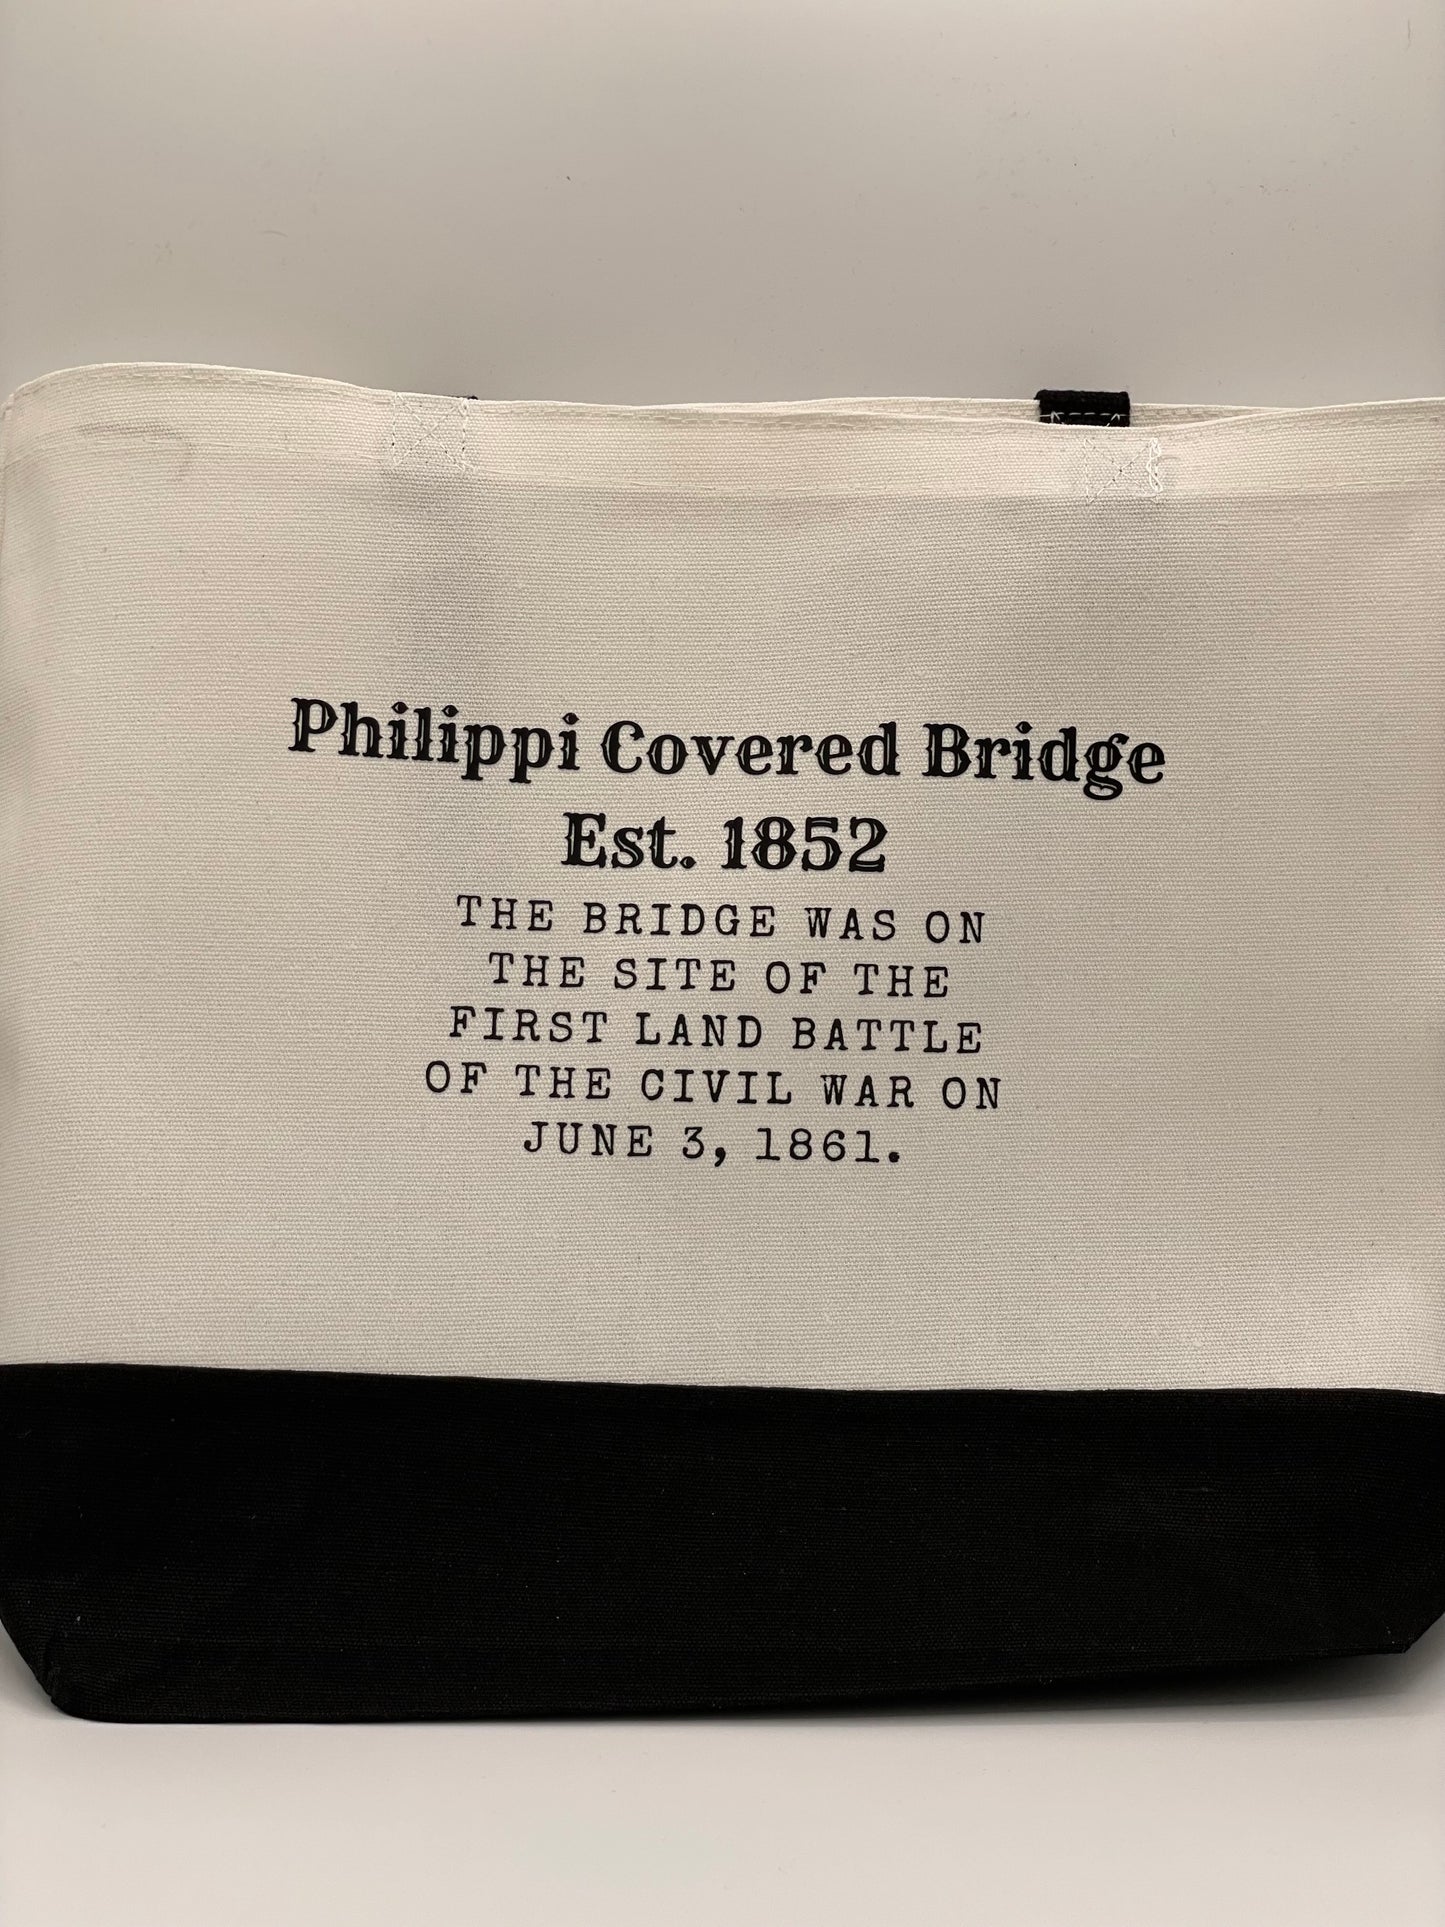 Philippi Covered Bridge
Est. 1852
THE BRIDGE WAS ON
THE SITE OF THE
FIRST LAND BATTLE
OF THE CIVIL WAR ON
JUNE 3, 1861.